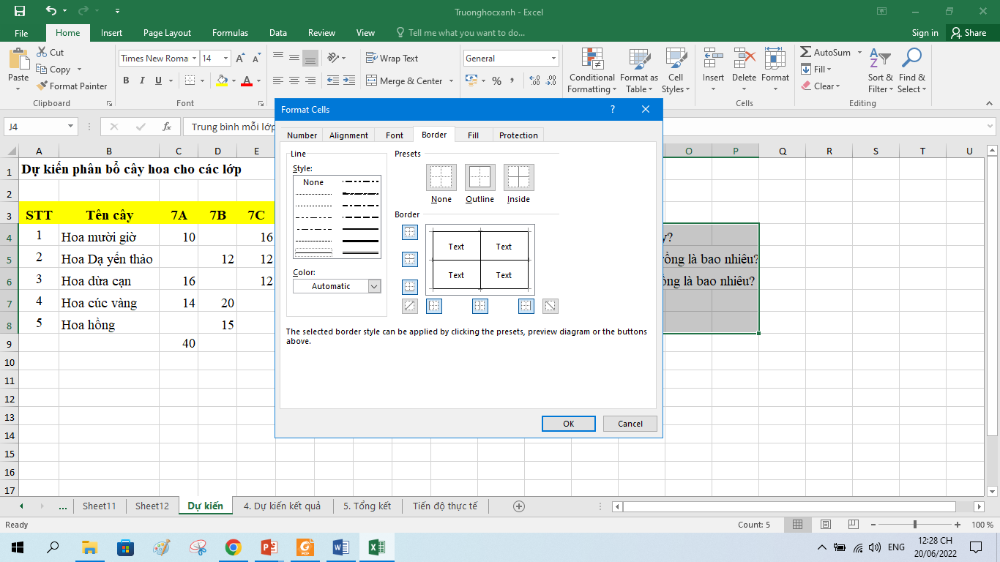 Truonghocxanh - Excel
File Home Insert Page Layout Formulas Data Review View Tell me what you want to do... Sign in Share
Paste
Cut
Copy
Format Painter
Clipboard
Times New Roma 14
B I U A
Font
Wrap Text
Merge & Center
General
% ,
Conditional Formatting
Format as Table
Cell Styles
Insert Delete Format
Cells
AutoSum
Fill
Clear
Sort & Filter
Find & Select
Editing
J4 fx Trung bình mỗi lớp
A B C D E O P Q R S T U
1 Dự kiến phân bổ cây hoa cho các lớp
2
3 STT Tên cây 7A 7B 7C
4 1 Hoa mười giờ 10 16 y?
5 2 Hoa Dạ yến thảo 12 12 rồng là bao nhiêu?
6 3 Hoa dừa cạn 16 12 ồng là bao nhiêu?
7 4 Hoa cúc vàng 14 20
8 5 Hoa hồng 15
9 40
10
11
12
13
14
15
16
17
Format Cells ?
Number Alignment Font Border Fill Protection
Line
Style:
None
Color:
Automatic
Presets
None Outline Inside
Border
Text Text
Text Text
The selected border style can be applied by clicking the presets, preview diagram or the buttons
above.
OK Cancel
... Sheet11 Sheet12 Dự kiến 4. Dự kiến kết quả 5. Tổng kết Tiến độ thực tế
Ready Count: 5 100 %
ENG
12:28 CH
20/06/2022